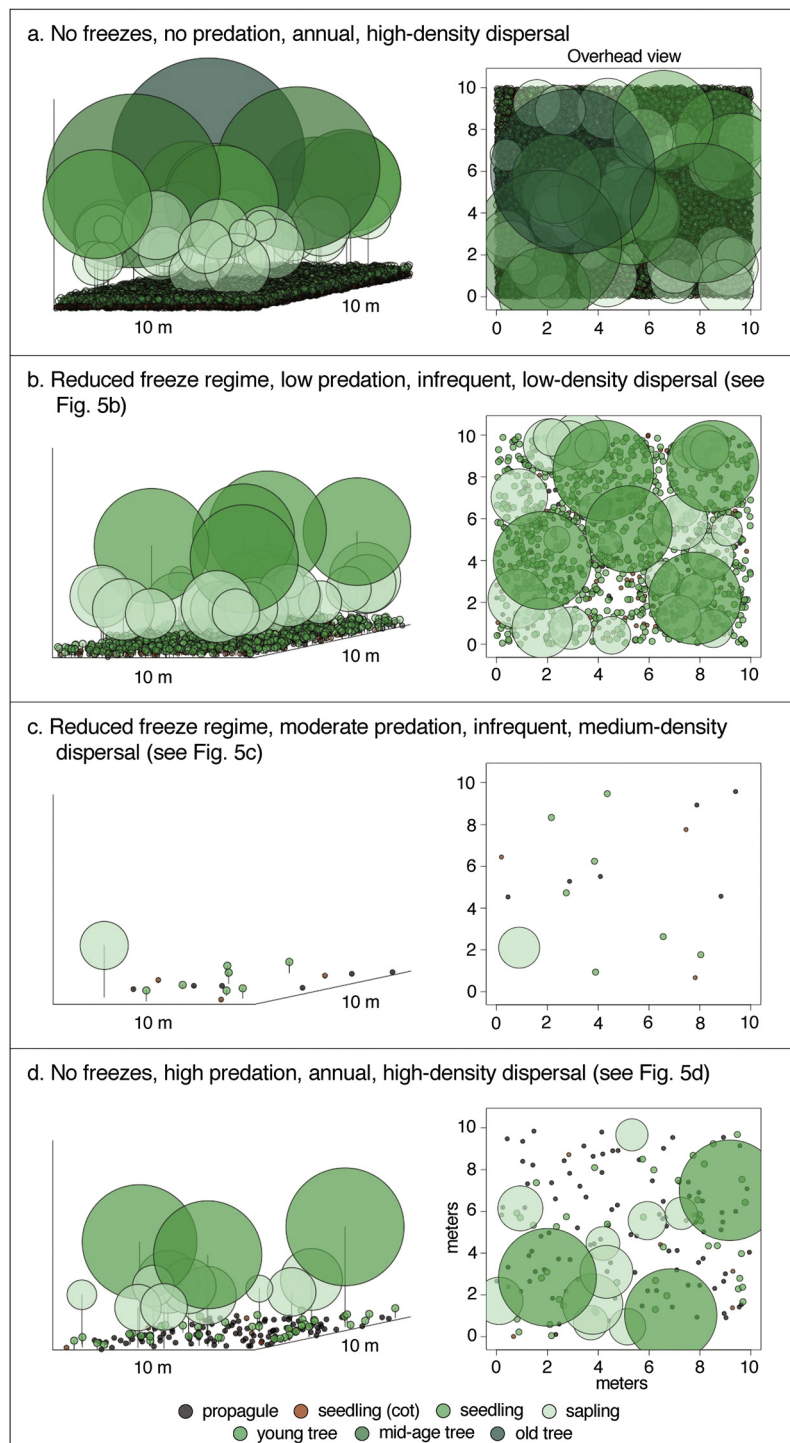 a. No freezes, no predation, annual, high-density dispersal
Overhead view
10
8
6
4
2
0
0 2 4 6 8 10
10 m
10 m
b. Reduced freeze regime, low predation, infrequent, low-density dispersal (see
Fig. 5b)
10
8
6
4
2
0
0 2 4 6 8 10
10 m
10 m
c. Reduced freeze regime, moderate predation, infrequent, medium-density
dispersal (see Fig. 5c)
10
8
6
4
2
0
0 2 4 6 8 10
10 m
10 m
d. No freezes, high predation, annual, high-density dispersal (see Fig. 5d)
10
8
6
4
2
0
meters
0 2 4 6 8 10
meters
10 m
10 m
propagule seedling (cot) seedling sapling
young tree mid-age tree old tree